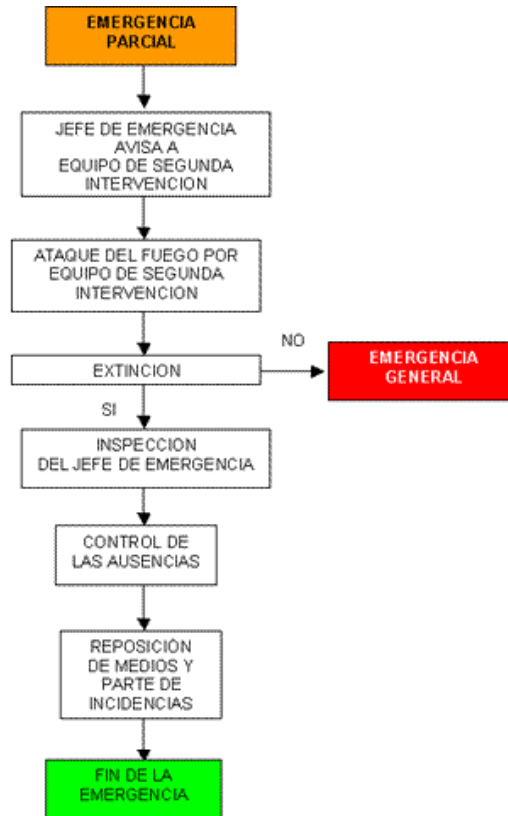 EMERGENCIA
PARCIAL
JEFE DE EMERGENCIA
AVISA A
EQUIPO DE SEGUNDA
INTERVENCION
ATAQUE DEL FUEGO POR
EQUIPO DE SEGUNDA
INTERVENCION
EXTINCION
NO
EMERGENCIA
GENERAL
SI
INSPECCION
DEL JEFE DE EMERGENCIA
CONTROL DE
LAS AUSENCIAS
REPOSICIÓN
DE MEDIOS Y
PARTE DE
INCIDENCIAS
FIN DE LA
EMERGENCIA